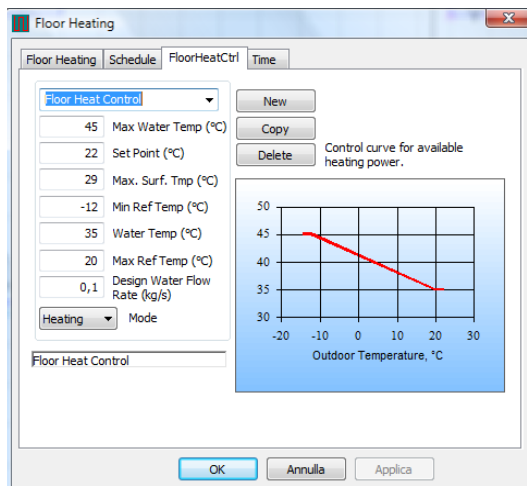 Floor Heating
Floor Heating Schedule FloorHeatCtrl Time
Floor Heat Control
45 Max Water Temp (°C)
22 Set Point (°C)
29 Max. Surf. Tmp (°C)
-12 Min Ref Temp (°C)
35 Water Temp (°C)
20 Max Ref Temp (°C)
0,1 Design Water Flow
Rate (kg/s)
Heating Mode
Floor Heat Control
New
Copy
Delete
Control curve for available
heating power.
50
45
40
35
30
-20 -10 0 10 20 30
Outdoor Temperature, °C
OK Annulla Applica